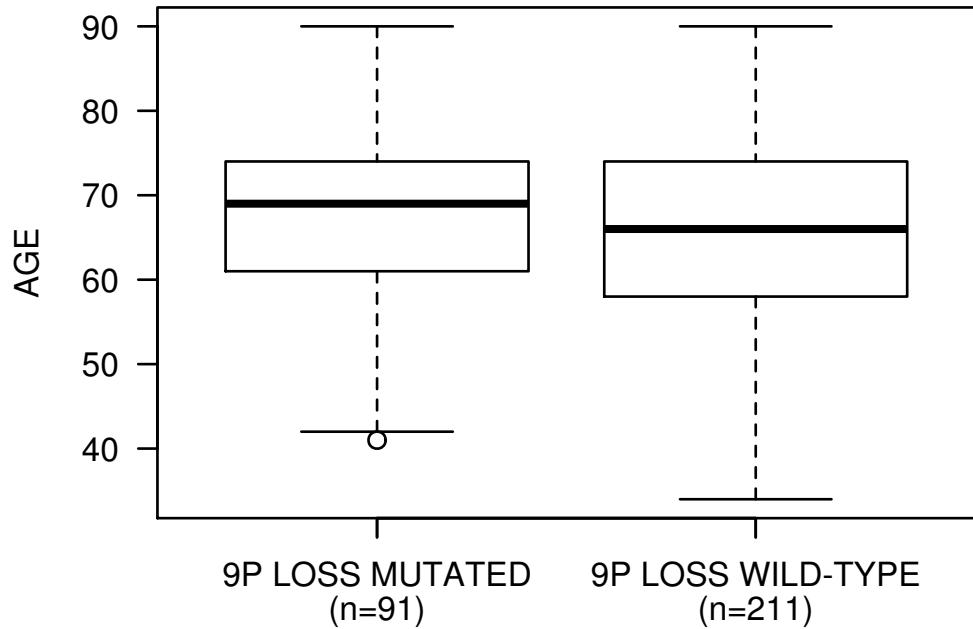 90
80
70
60
50
40
AGE
9P LOSS MUTATED
(n=91)
9P LOSS WILD-TYPE
(n=211)